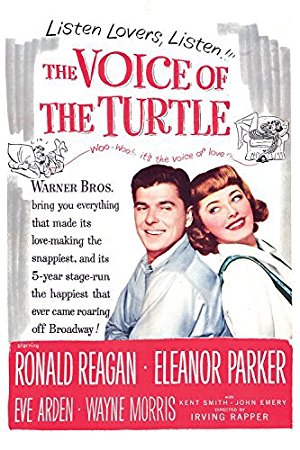 Listen Lovers, Listen!!!
THE VOICE OF
THE TURTLE
Woo-Woo! it's the voice of love!!
WARNER BROS.
bring you everything
that made its
love-making the
snappiest, and its
5-year stage-run
the happiest that
ever came roaring
off Broadway!
starring
RONALD REAGAN · ELEANOR PARKER
EVE ARDEN · WAYNE MORRIS
with
KENT SMITH · JOHN EMERY
DIRECTED BY
IRVING RAPPER